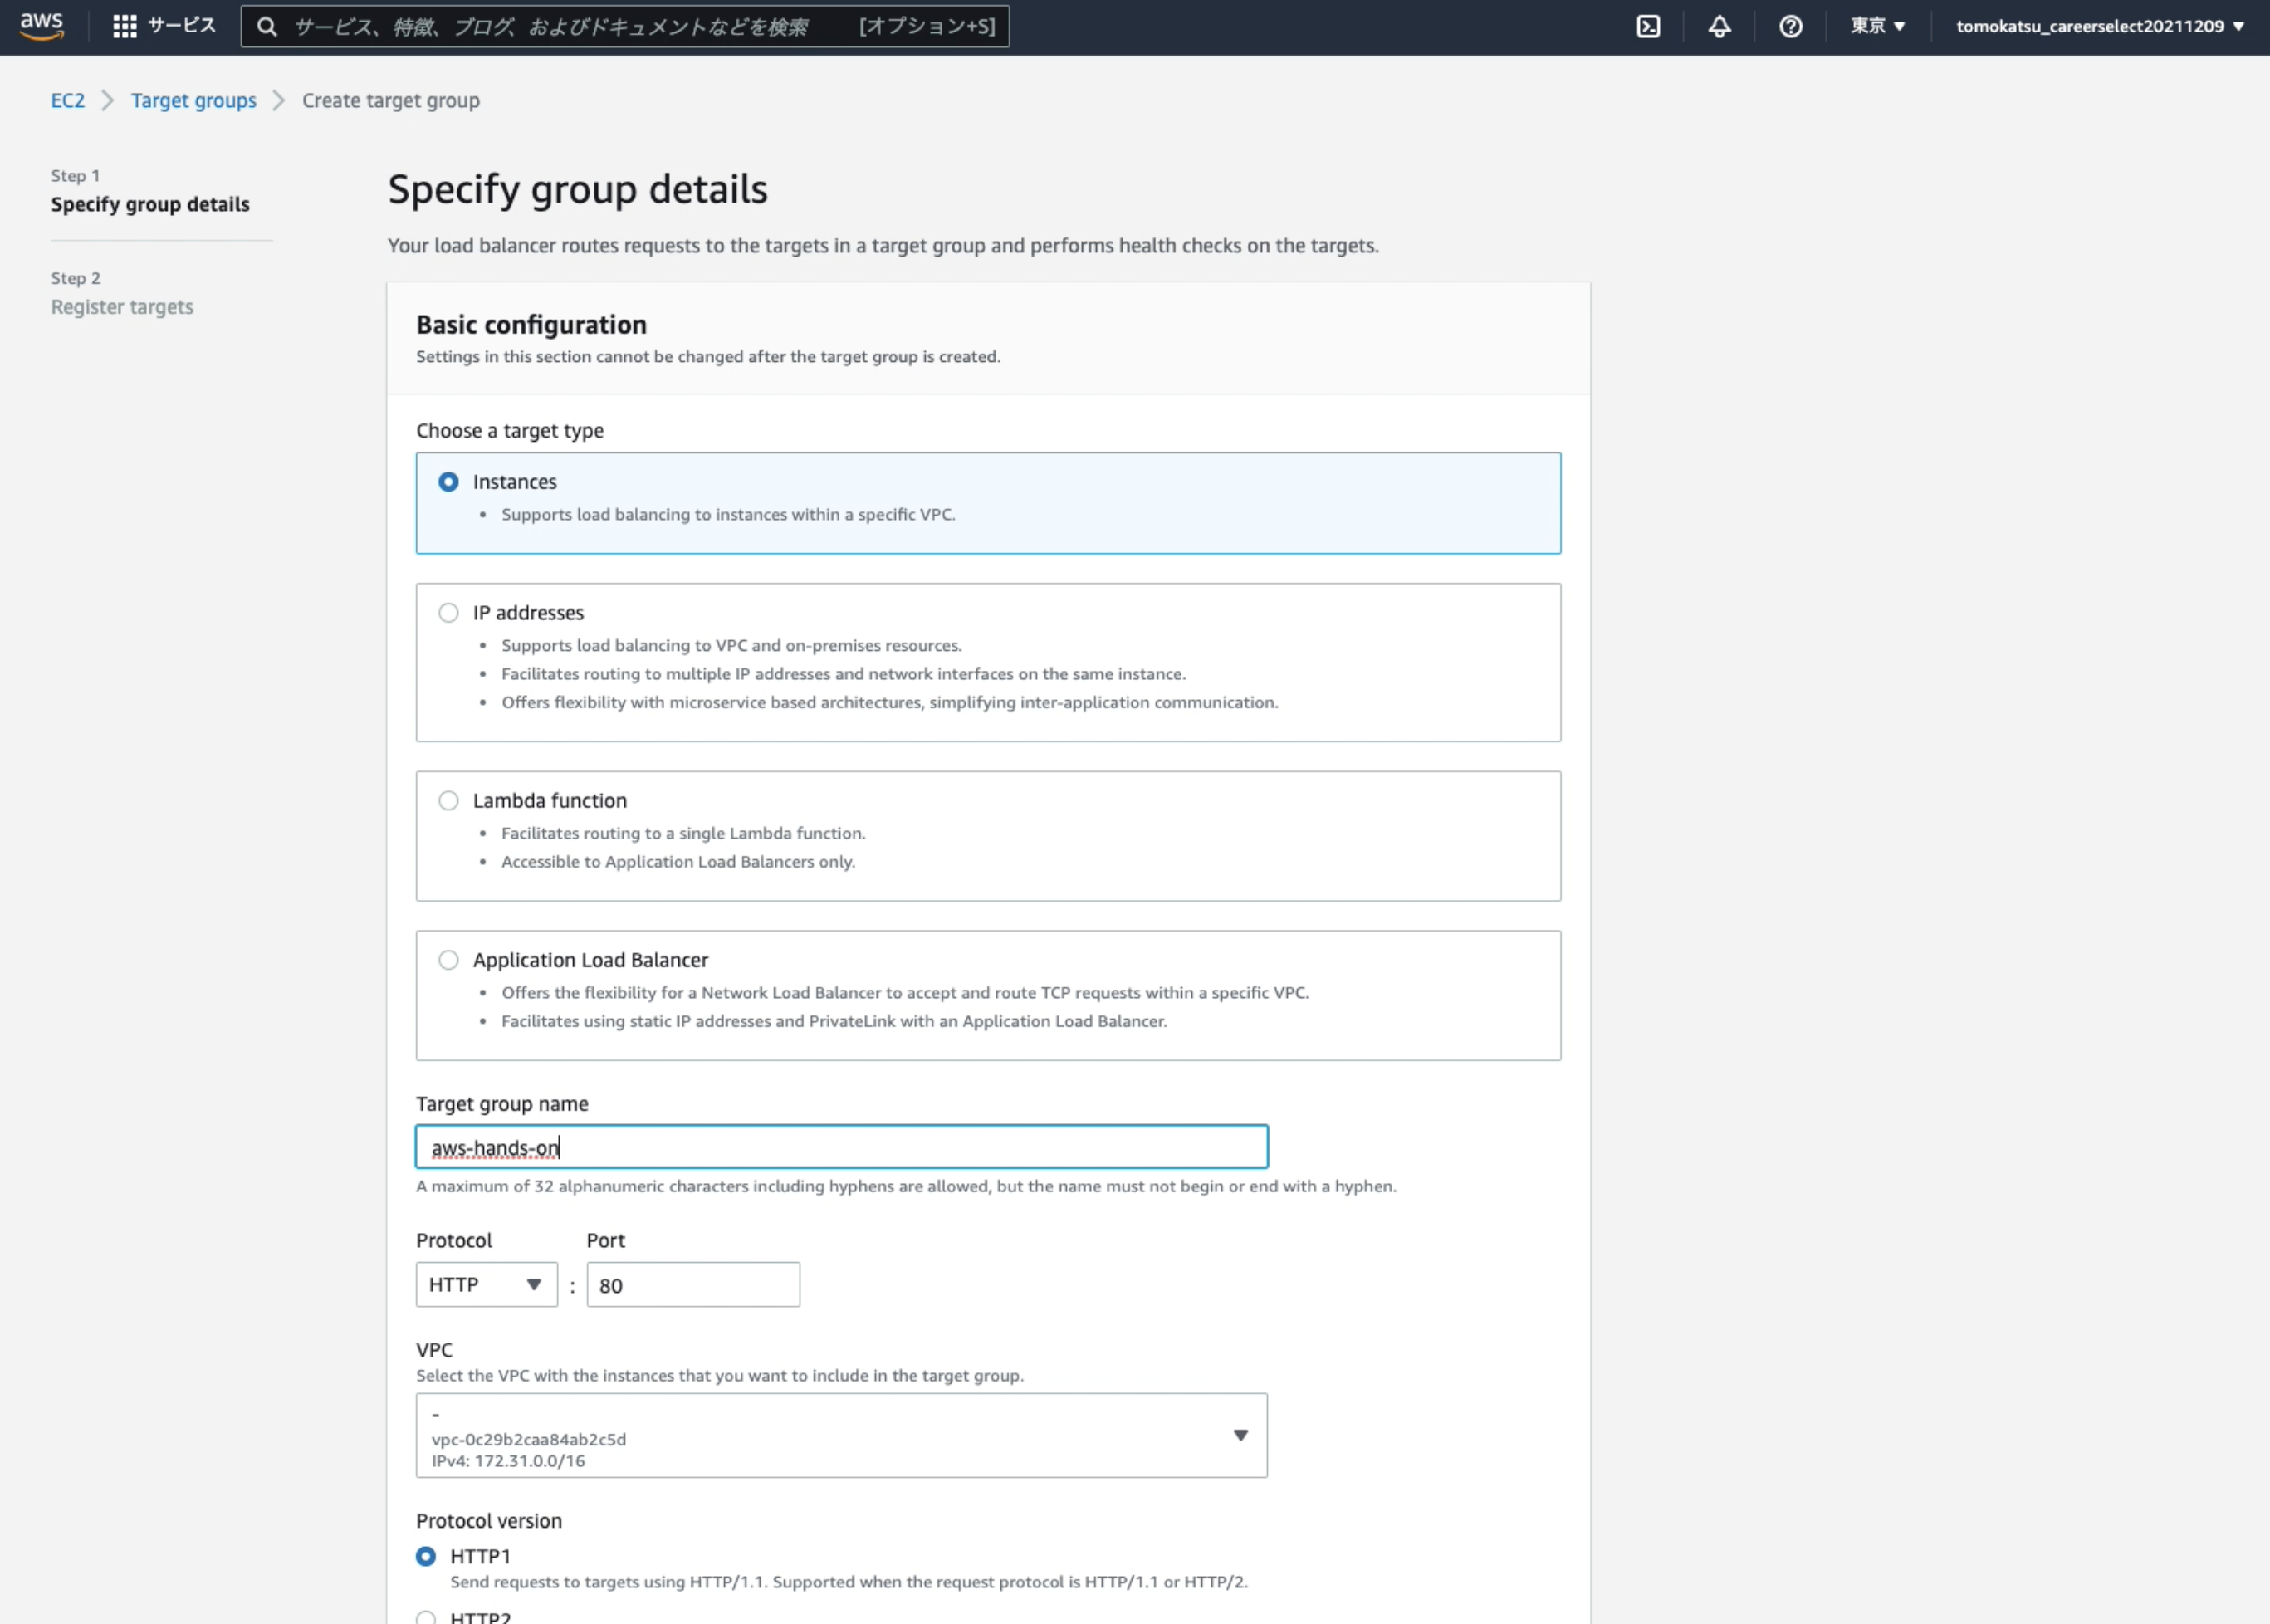 aws サービス サービス、特徴、ブログ、およびドキュメントなどを検索 [オプション+S] 東京 tomokatsu_careerselect20211209
EC2 Target groups Create target group
Step 1
Specify group details
Step 2
Register targets
Specify group details
Your load balancer routes requests to the targets in a target group and performs health checks on the targets.
Basic configuration
Settings in this section cannot be changed after the target group is created.
Choose a target type
Instances
• Supports load balancing to instances within a specific VPC.
IP addresses
• Supports load balancing to VPC and on-premises resources.
• Facilitates routing to multiple IP addresses and network interfaces on the same instance.
• Offers flexibility with microservice based architectures, simplifying inter-application communication.
Lambda function
• Facilitates routing to a single Lambda function.
• Accessible to Application Load Balancers only.
Application Load Balancer
• Offers the flexibility for a Network Load Balancer to accept and route TCP requests within a specific VPC.
• Facilitates using static IP addresses and PrivateLink with an Application Load Balancer.
Target group name
aws-hands-on
A maximum of 32 alphanumeric characters including hyphens are allowed, but the name must not begin or end with a hyphen.
Protocol Port
HTTP : 80
VPC
Select the VPC with the instances that you want to include in the target group.
-
vpc-0c29b2caa84ab2c5d
IPv4: 172.31.0.0/16
Protocol version
HTTP1
Send requests to targets using HTTP/1.1. Supported when the request protocol is HTTP/1.1 or HTTP/2.
HTTP2